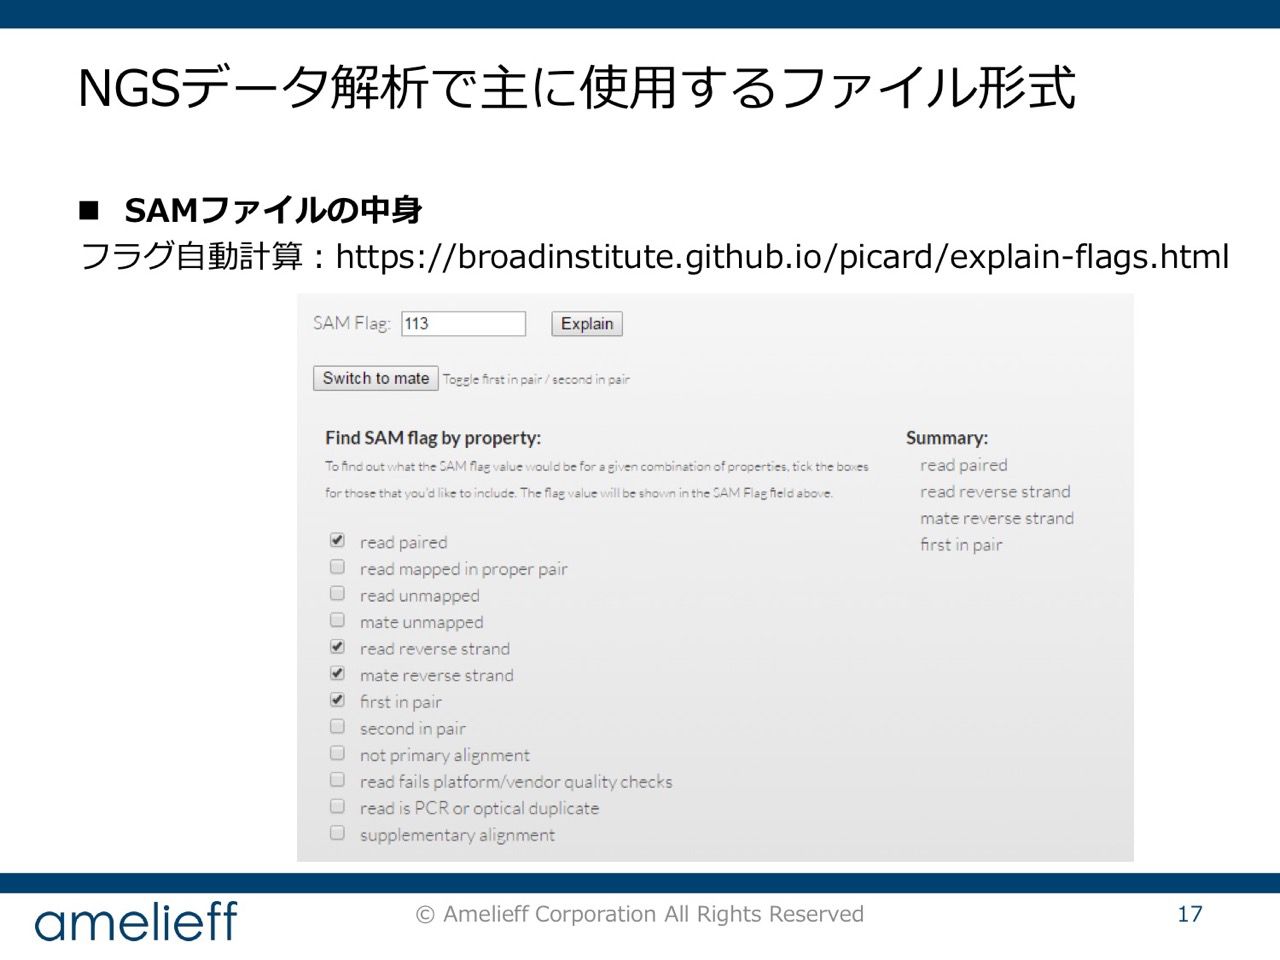 NGSデータ解析で主に使用するファイル形式
■ SAMファイルの中身
フラグ自動計算：https://broadinstitute.github.io/picard/explain-flags.html
SAM Flag: 113 Explain
Switch to mate Toggle first in pair / second in pair
Find SAM flag by property:
To find out what the SAM flag value would be for a given combination of properties, tick the boxes
for those that you'd like to include. The flag value will be shown in the SAM Flag field above.
read paired
read mapped in proper pair
read unmapped
mate unmapped
read reverse strand
mate reverse strand
first in pair
second in pair
not primary alignment
read fails platform/vendor quality checks
read is PCR or optical duplicate
supplementary alignment
Summary:
read paired
read reverse strand
mate reverse strand
first in pair
amelieff
© Amelieff Corporation All Rights Reserved
17